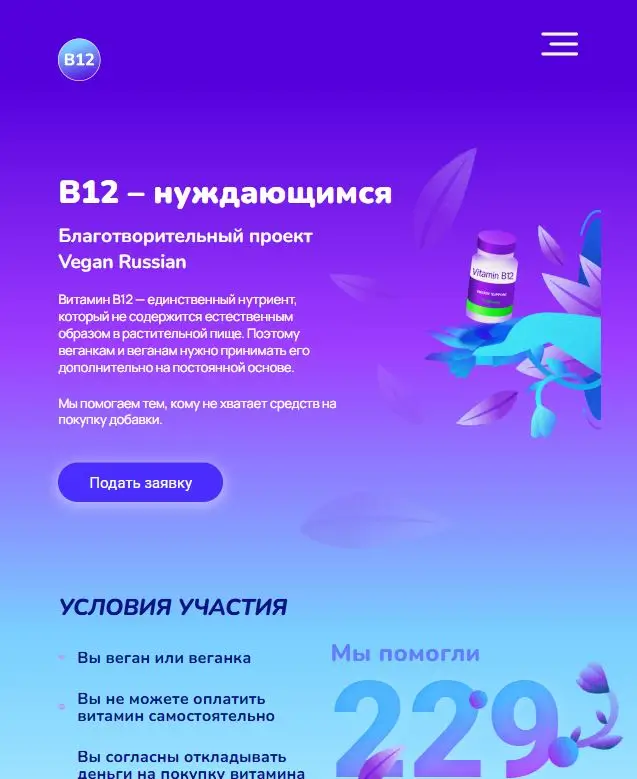 B12
B12 – нуждающимся
Благотворительный проект
Vegan Russian
Vitamin B12
Витамин B12 — единственный нутриент,
который не содержится естественным
образом в растительной пище. Поэтому
веганкам и веганам нужно принимать его
дополнительно на постоянной основе.
Мы помогаем тем, кому не хватает средств на
покупку добавки.
Подать заявку
УСЛОВИЯ УЧАСТИЯ
Вы веган или веганка
Вы не можете оплатить
витамин самостоятельно
Вы согласны откладывать
деньги на покупку витамина
Мы помогли
229